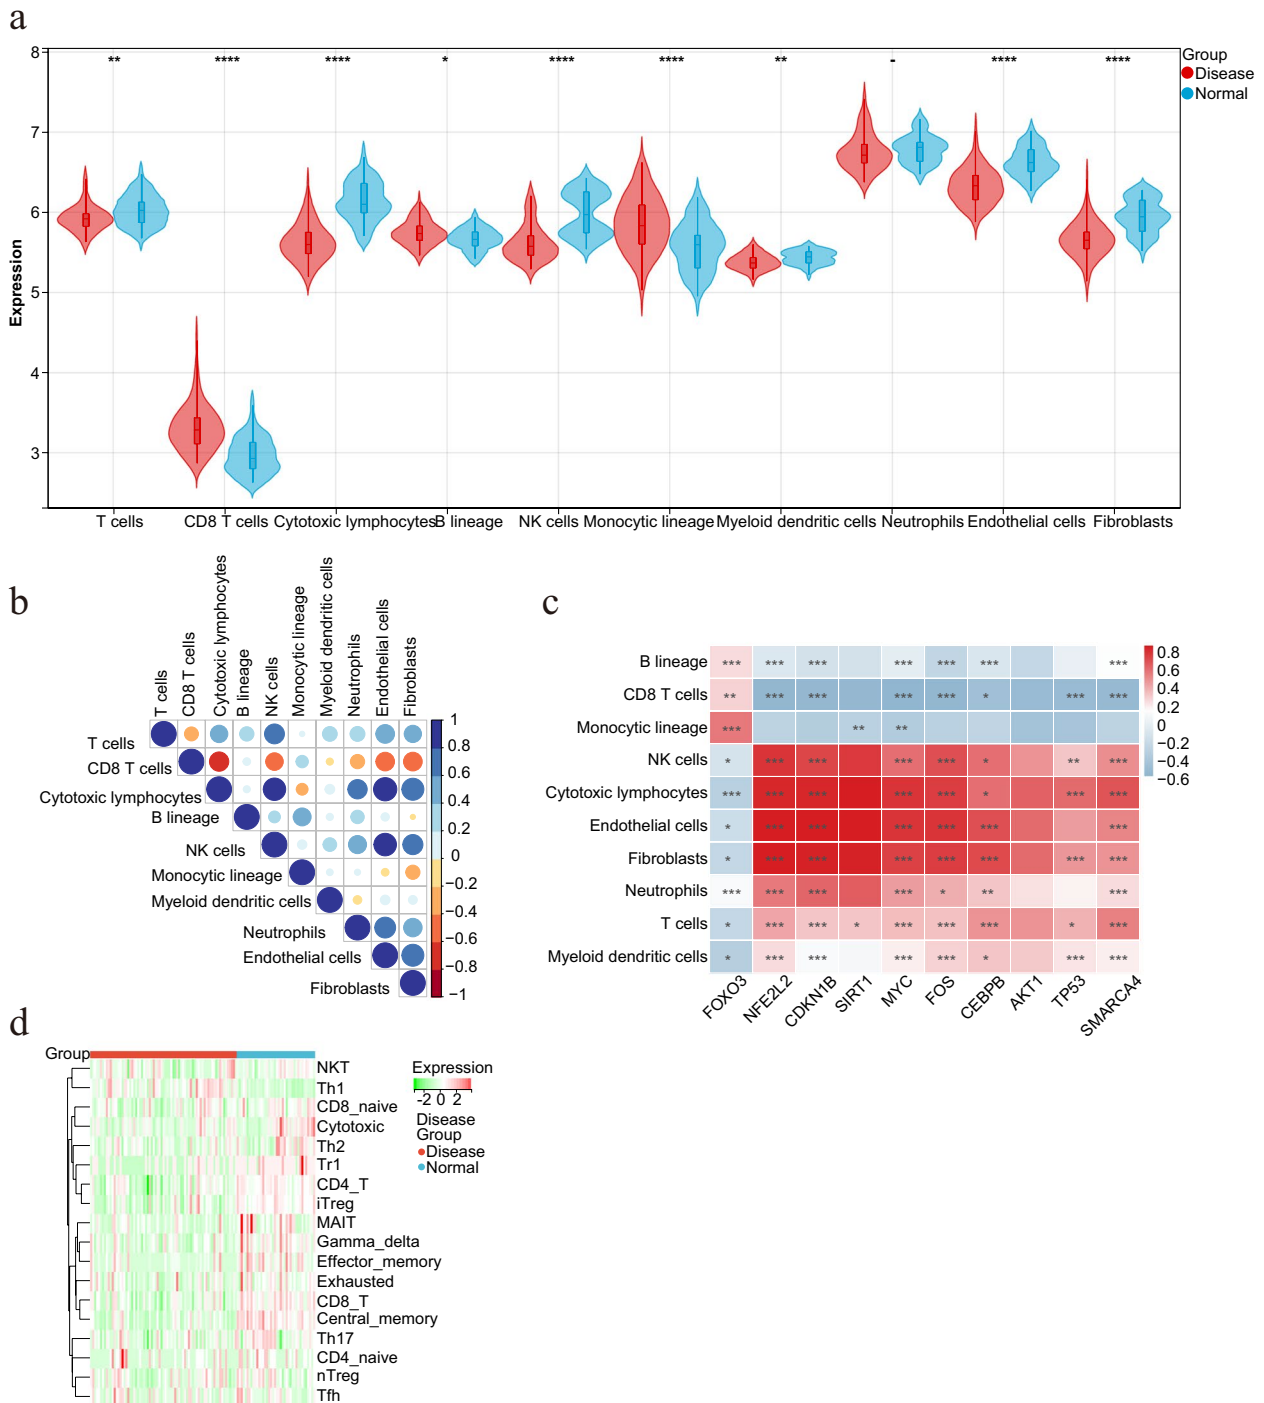 a
8
7
6
5
4
3
Expression
** **** **** * **** **** ** - **** ****
Group
Disease
Normal
T cells CD8 T cells Cytotoxic lymphocytes B lineage NK cells Monocytic lineage Myeloid dendritic cells Neutrophils Endothelial cells Fibroblasts
b
T cells
CD8 T cells
Cytotoxic lymphocytes
B lineage
NK cells
Monocytic lineage
Myeloid dendritic cells
Neutrophils
Endothelial cells
Fibroblasts
T cells
CD8 T cells
Cytotoxic lymphocytes
B lineage
NK cells
Monocytic lineage
Myeloid dendritic cells
Neutrophils
Endothelial cells
Fibroblasts
1
0.8
0.6
0.4
0.2
0
−0.2
−0.4
−0.6
−0.8
−1
c
B lineage *** *** *** *** *** *** ***
CD8 T cells ** *** *** *** *** * *** ***
Monocytic lineage *** ** **
NK cells * *** *** *** *** * ** ***
Cytotoxic lymphocytes *** *** *** *** *** * *** ***
Endothelial cells * *** *** *** *** *** ***
Fibroblasts * *** *** *** *** *** *** ***
Neutrophils *** *** *** *** * ** ***
T cells * *** *** * *** *** *** * ***
Myeloid dendritic cells * *** *** *** *** * *** ***
FOXO3 NFE2L2 CDKN1B SIRT1 MYC FOS CEBPB AKT1 TP53 SMARCA4
0.8
0.6
0.4
0.2
0
−0.2
−0.4
−0.6
d
Group
NKT
Th1
CD8_naive
Cytotoxic
Th2
Tr1
CD4_T
iTreg
MAIT
Gamma_delta
Effector_memory
Exhausted
CD8_T
Central_memory
Th17
CD4_naive
nTreg
Tfh
Expression
-2 0 2
Disease
Group
Disease
Normal